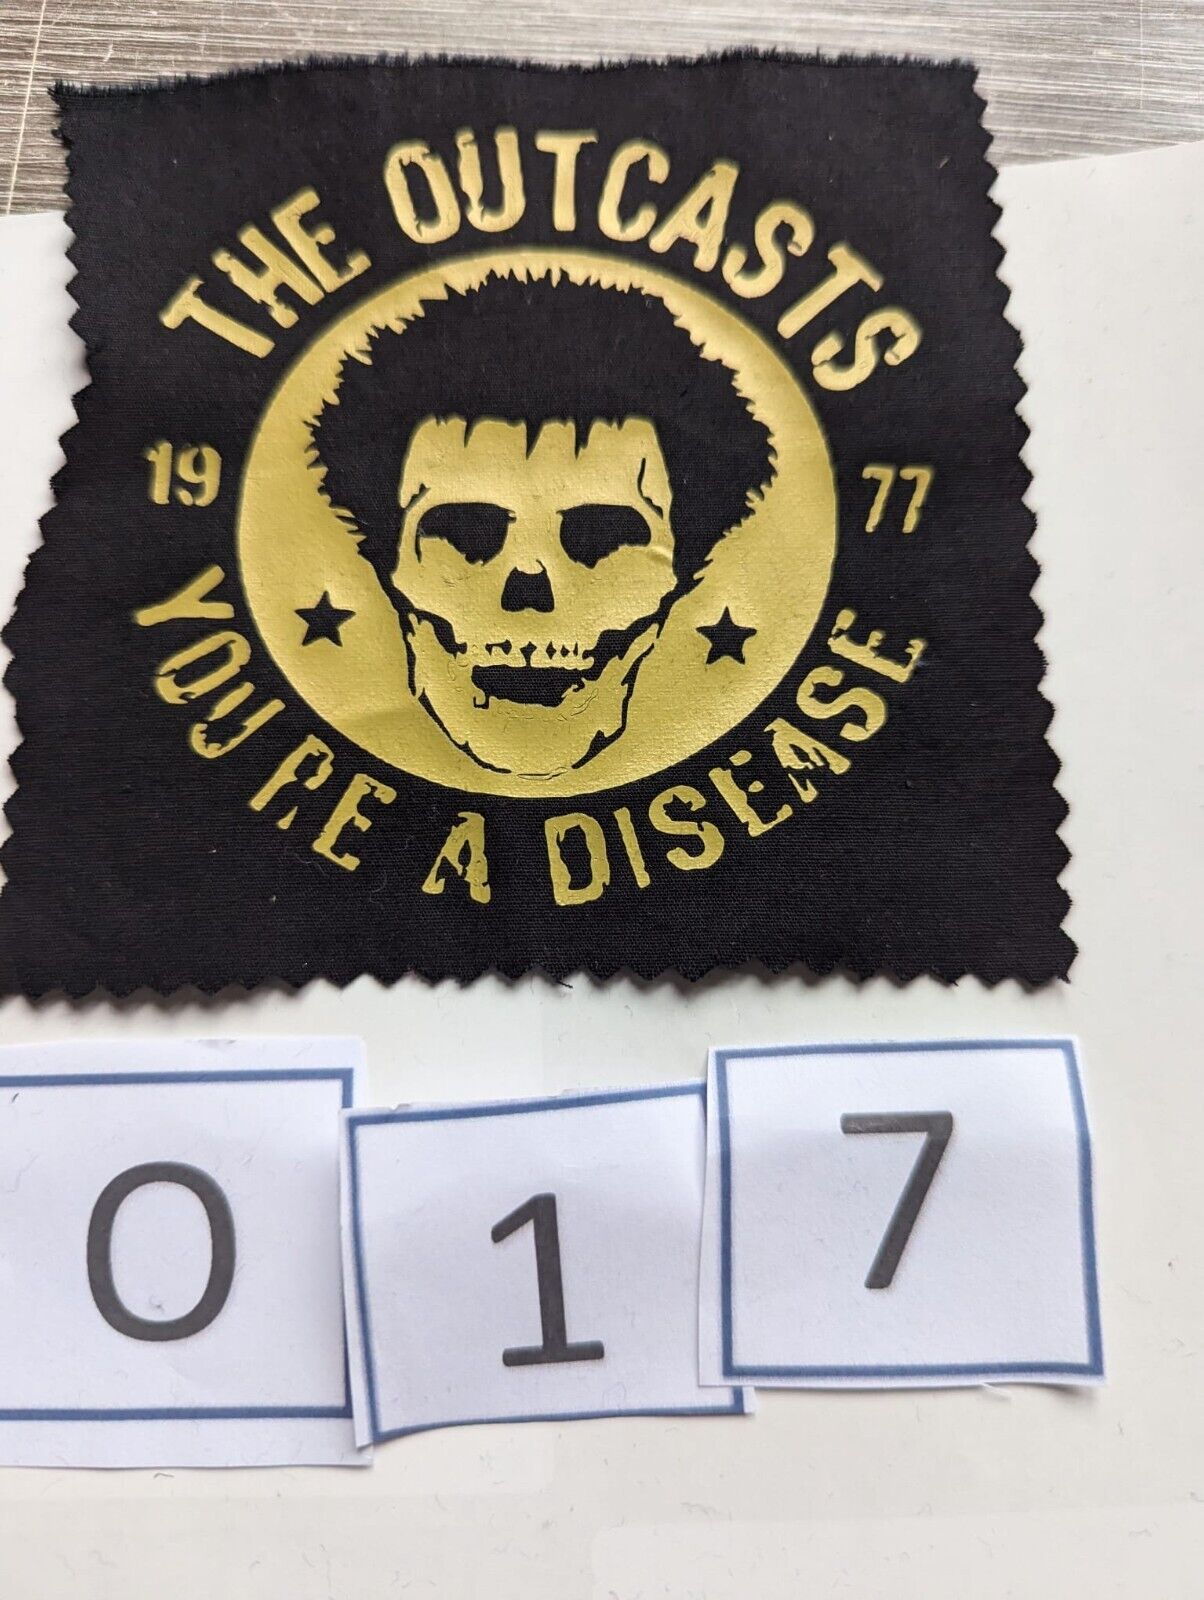 THE OUTCASTS
19 77
YOU'RE A DISEASE
0 1 7